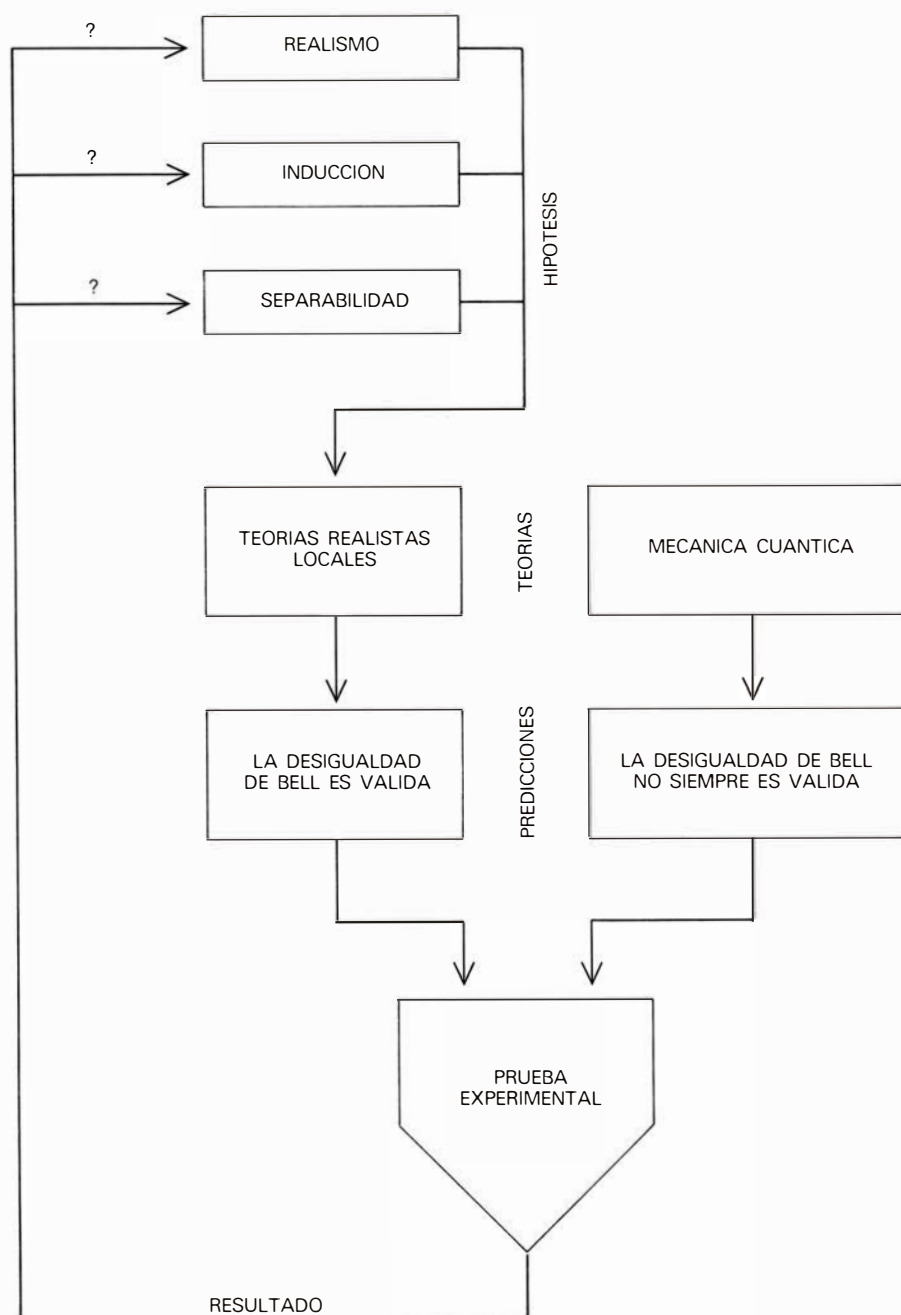 ?
REALISMO
?
INDUCCION
HIPOTESIS
?
SEPARABILIDAD
TEORIAS REALISTAS
LOCALES
TEORIAS
MECANICA CUANTICA
LA DESIGUALDAD
DE BELL ES VALIDA
PREDICCIONES
LA DESIGUALDAD DE BELL
NO SIEMPRE ES VALIDA
PRUEBA
EXPERIMENTAL
RESULTADO